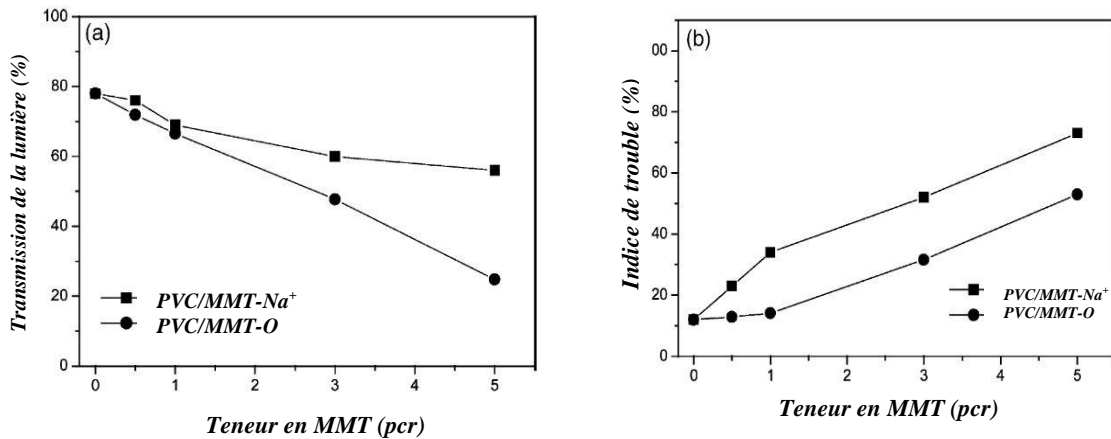 (a)
Transmission de la lumière (%)
100
80
60
40
20
0
PVC/MMT-Na⁺
PVC/MMT-O
0 1 2 3 4 5
Teneur en MMT (pcr)
(b)
Indice de trouble (%)
00
80
60
40
20
00
PVC/MMT-Na⁺
PVC/MMT-O
0 1 2 3 4 5
Teneur en MMT (pcr)